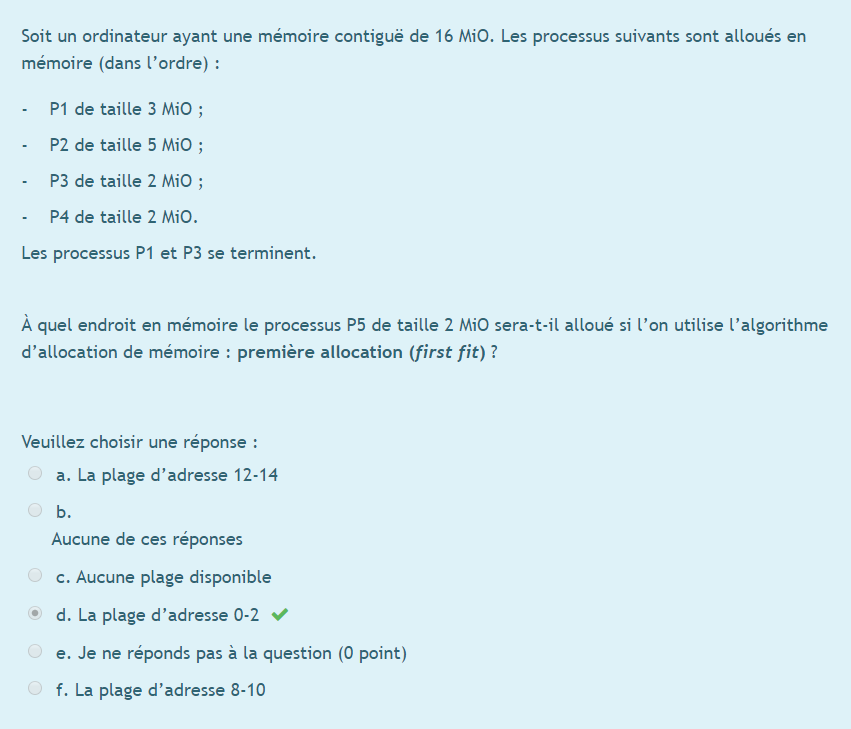 Soit un ordinateur ayant une mémoire contiguë de 16 MiO. Les processus suivants sont alloués en
mémoire (dans l’ordre) :
- P1 de taille 3 MiO ;
- P2 de taille 5 MiO ;
- P3 de taille 2 MiO ;
- P4 de taille 2 MiO.
Les processus P1 et P3 se terminent.
À quel endroit en mémoire le processus P5 de taille 2 MiO sera-t-il alloué si l’on utilise l’algorithme
d’allocation de mémoire : première allocation (first fit) ?
Veuillez choisir une réponse :
a. La plage d’adresse 12-14
b.
Aucune de ces réponses
c. Aucune plage disponible
d. La plage d’adresse 0-2
e. Je ne réponds pas à la question (0 point)
f. La plage d’adresse 8-10